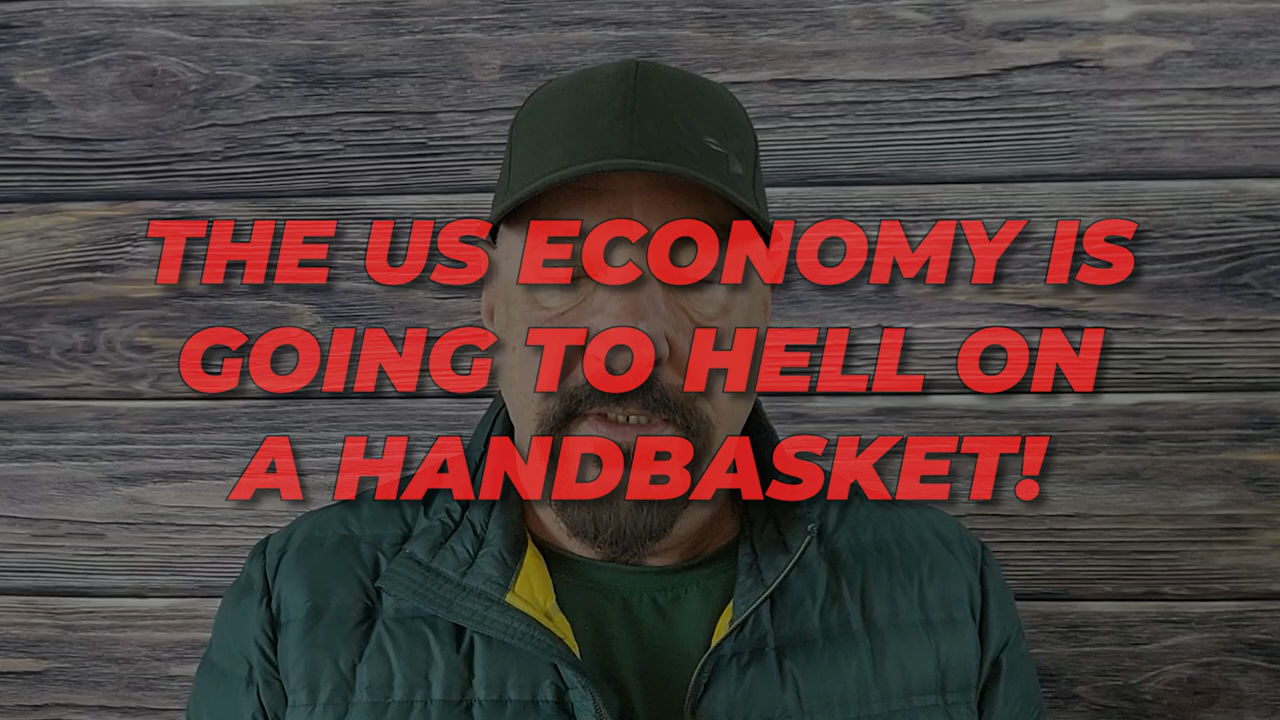 THE US ECONOMY IS
GOING TO HELL ON
A HANDBASKET!